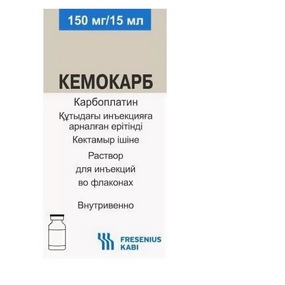 150 мг/15 мл
КЕМОКАРБ
Карбоплатин
Құтыдағы инъекцияға
арналған ерітінді
Көктамыр ішіне
Раствор
для инъекций
во флаконах
Внутривенно
FRESENIUS
KABI